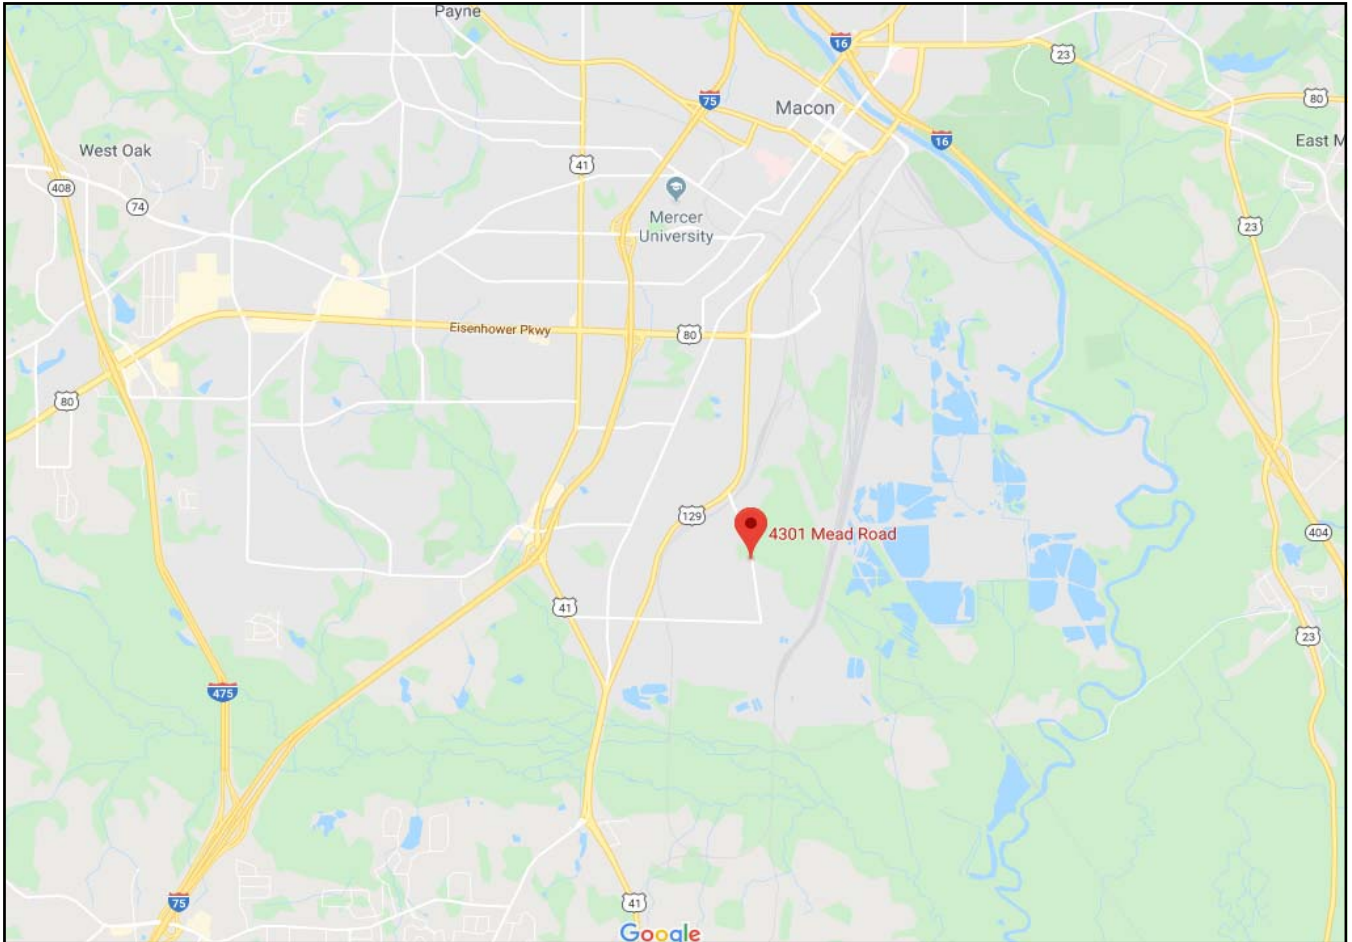 Payne
16
23
75
Macon
80
16
East M
West Oak
41
408
74
Mercer
University
23
Eisenhower Pkwy
80
80
129
4301 Mead Road
404
41
23
475
75
41
Google